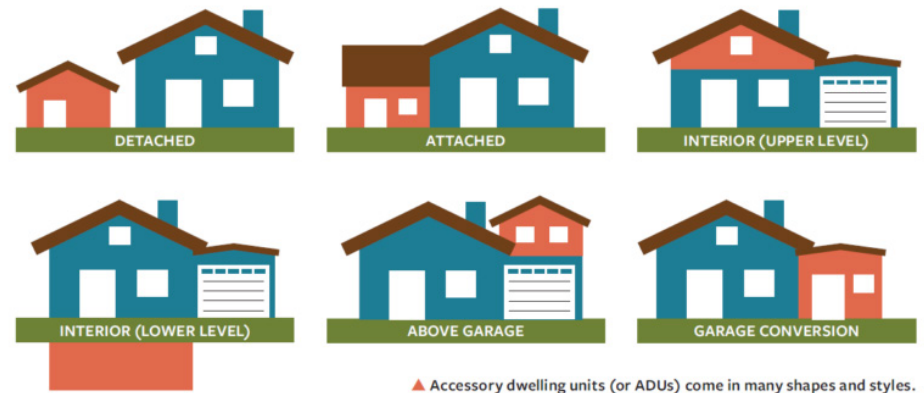 DETACHED
ATTACHED
INTERIOR (UPPER LEVEL)
INTERIOR (LOWER LEVEL)
ABOVE GARAGE
GARAGE CONVERSION
▲ Accessory dwelling units (or ADUs) come in many shapes and styles.